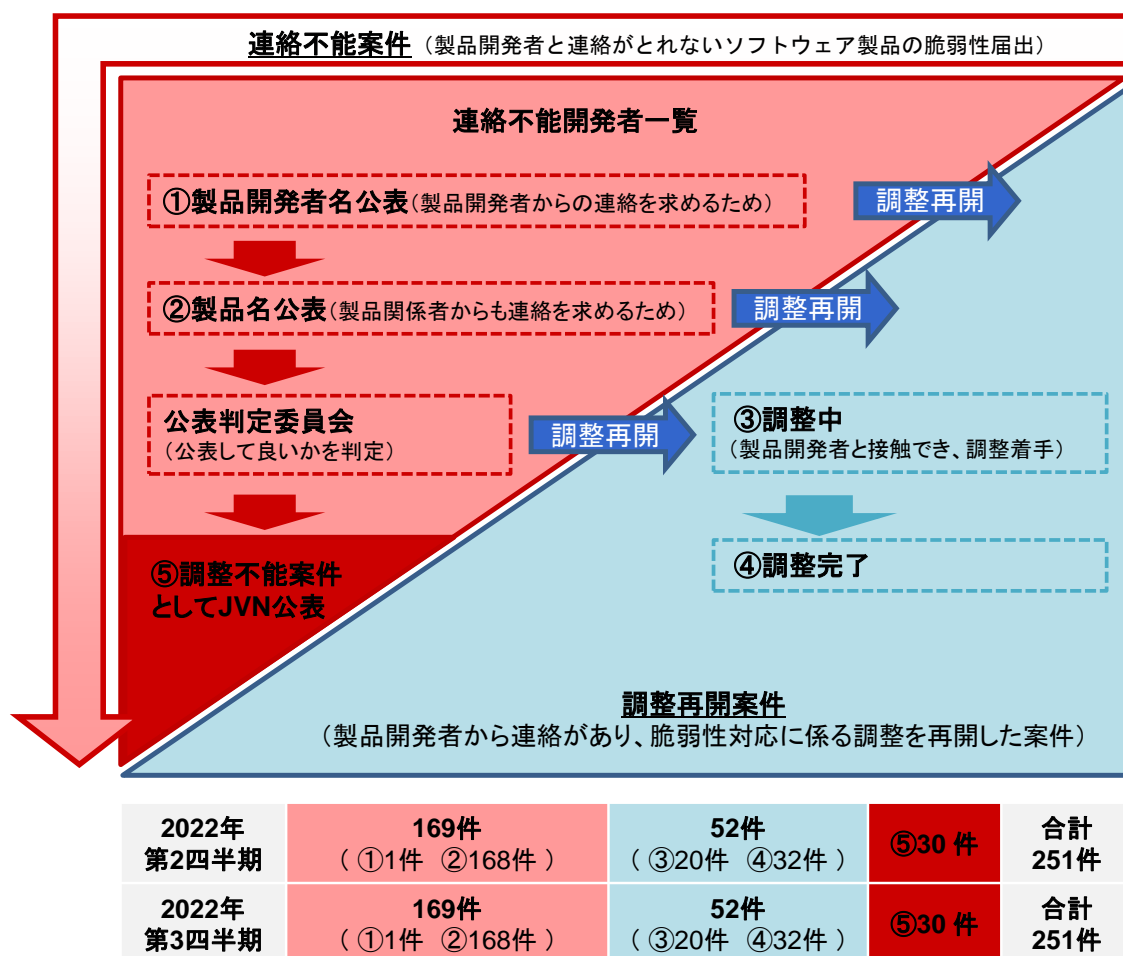 連絡不能案件（製品開発者と連絡がとれないソフトウェア製品の脆弱性届出）
連絡不能開発者一覧
①製品開発者名公表（製品開発者からの連絡を求めるため）
調整再開
②製品名公表（製品関係者からも連絡を求めるため）
調整再開
公表判定委員会
（公表して良いかを判定）
調整再開
③調整中
（製品開発者と接触でき、調整着手）
⑤調整不能案件
としてJVN公表
④調整完了
調整再開案件
（製品開発者から連絡があり、脆弱性対応に係る調整を再開した案件）
2022年
第2四半期
169件
（ ①1件 ②168件 ）
52件
（ ③20件 ④32件 ）
⑤30 件
合計
251件
2022年
第3四半期
169件
（ ①1件 ②168件 ）
52件
（ ③20件 ④32件 ）
⑤30 件
合計
251件